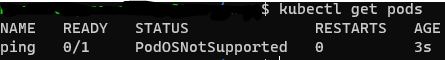 $ kubectl get pods
NAME READY STATUS RESTARTS AGE
ping 0/1 PodOSNotSupported 0 3s